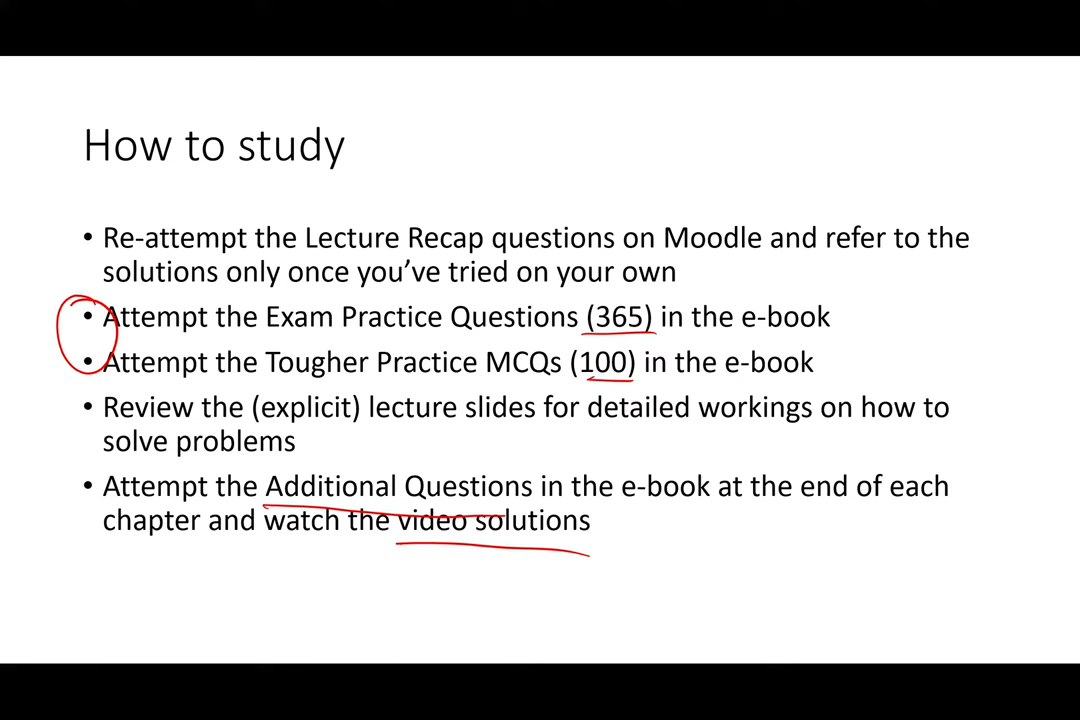 How to study
• Re-attempt the Lecture Recap questions on Moodle and refer to the
solutions only once you've tried on your own
• Attempt the Exam Practice Questions (365) in the e-book
• Attempt the Tougher Practice MCQs (100) in the e-book
• Review the (explicit) lecture slides for detailed workings on how to
solve problems
• Attempt the Additional Questions in the e-book at the end of each
chapter and watch the video solutions